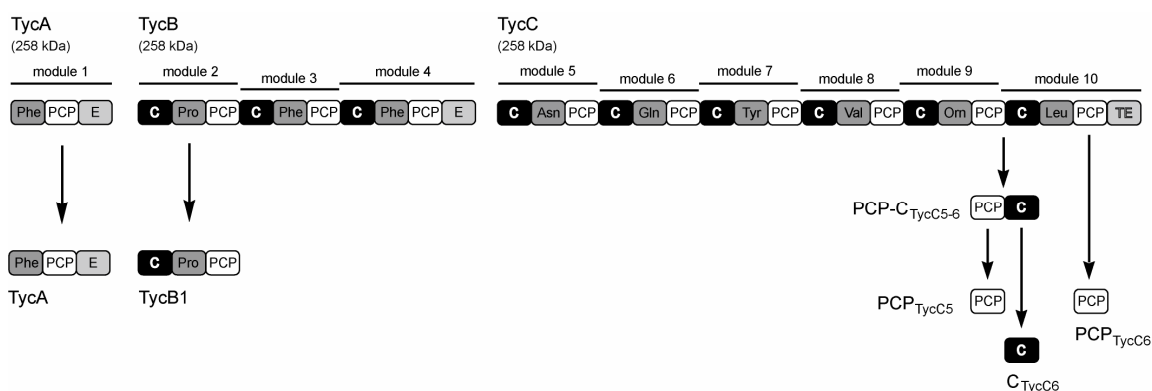 TycA TycB TycC
(258 kDa) (258 kDa) (258 kDa)
module 1 module 2 module 3 module 4 module 5 module 6 module 7 module 8 module 9 module 10
Phe PCP E C Pro PCP C Phe PCP C Phe PCP E C Asn PCP C Gln PCP C Tyr PCP C Val PCP C Orn PCP C Leu PCP TE
PCP-CTycC5-6 PCP C
Phe PCP E C Pro PCP
TycA TycB1
PCPTycC5 PCP PCP
PCPTycC6
C
CTycC6